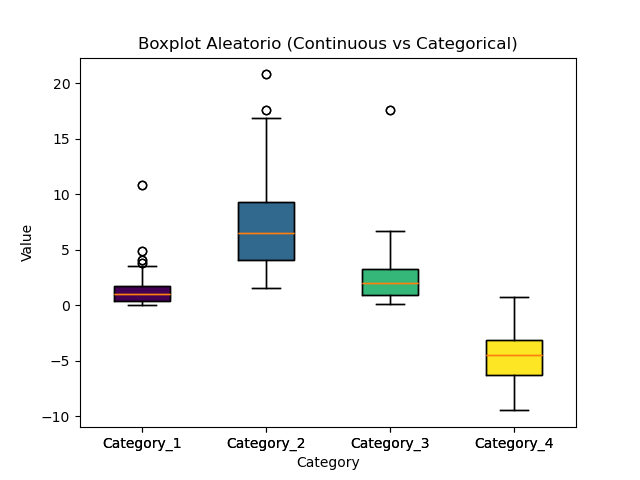 Boxplot Aleatorio (Continuous vs Categorical)
20
15
10
5
0
−5
−10
Value
Category_1 Category_2 Category_3 Category_4
Category